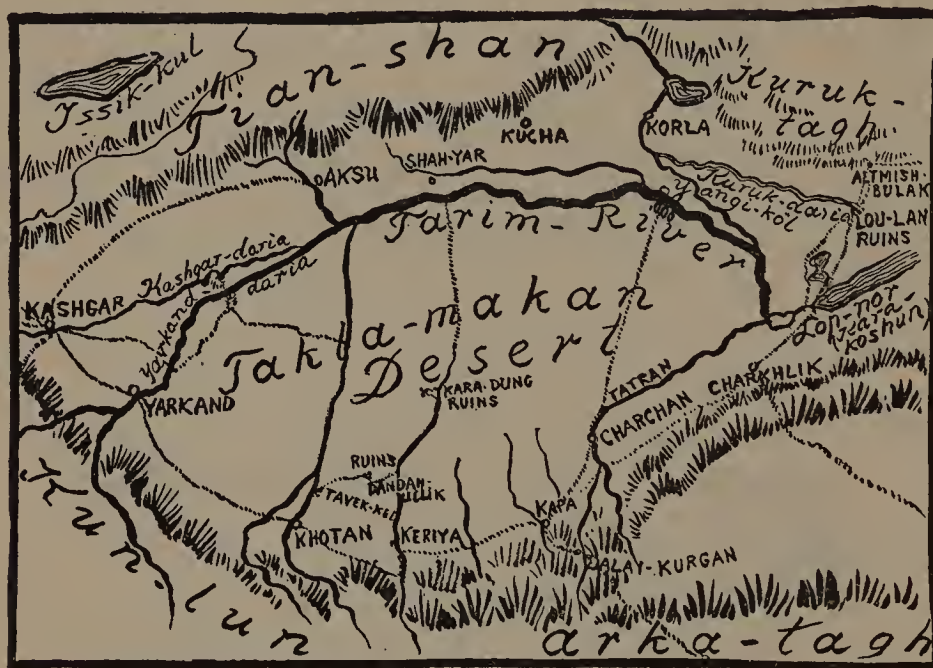 Issik-kul
Tian-shan
Kuruk-
tagh
KUCHA
KORLA
SHAH-YAR
AKSU
ALTMISH-
BULAK
Kuruk-daria
Yangi-kol
LOU-LAN
RUINS
Tarim-River
Kashgar-daria
KASHGAR
Yarkand-
daria
Takla-makan
Desert
Lop-nor
(Kara-
koshun)
TATRAN
CHARKHLIK
CHARCHAN
KARA-DUNG
RUINS
YARKAND
RUINS
DANDAN-
UILIK
TAVEK-KEL
KHOTAN
KERIYA
KAPA
DALAY-KURGAN
Kun-lun
arka-tagh